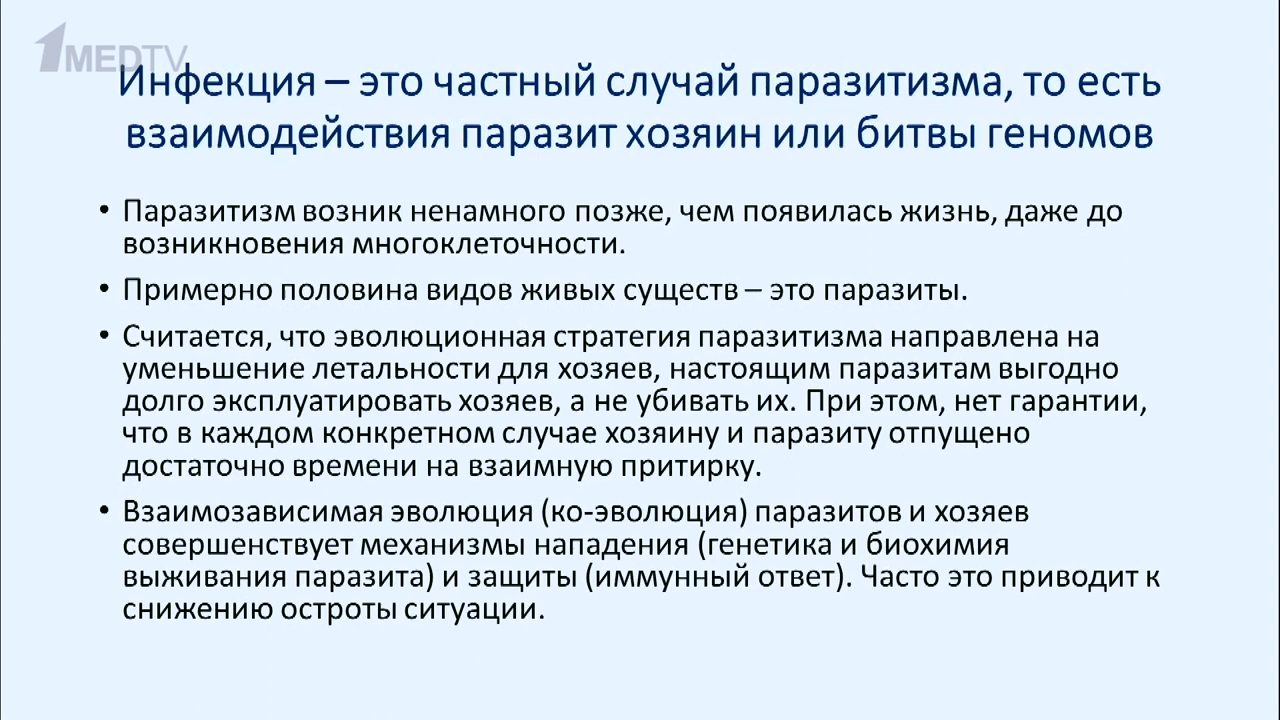 1MEDTV
Инфекция – это частный случай паразитизма, то есть
взаимодействия паразит хозяин или битвы геномов
• Паразитизм возник ненамного позже, чем появилась жизнь, даже до
возникновения многоклеточности.
• Примерно половина видов живых существ – это паразиты.
• Считается, что эволюционная стратегия паразитизма направлена на
уменьшение летальности для хозяев, настоящим паразитам выгодно
долго эксплуатировать хозяев, а не убивать их. При этом, нет гарантии,
что в каждом конкретном случае хозяину и паразиту отпущено
достаточно времени на взаимную притирку.
• Взаимозависимая эволюция (ко-эволюция) паразитов и хозяев
совершенствует механизмы нападения (генетика и биохимия
выживания паразита) и защиты (иммунный ответ). Часто это приводит к
снижению остроты ситуации.